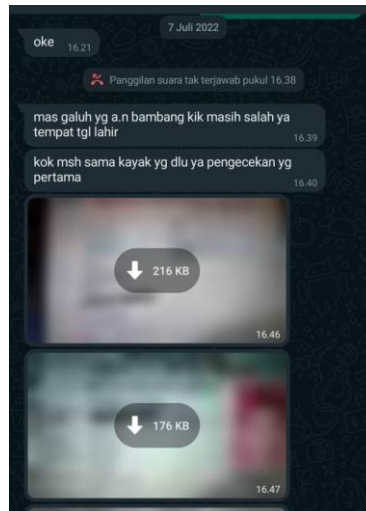 7 Juli 2022
oke 16.21
Panggilan suara tak terjawab pukul 16.38
mas galuh yg a.n bambang kik masih salah ya
tempat tgl lahir 16.39
kok msh sama kayak yg dlu ya pengecekan yg
pertama 16.40
216 KB
16.46
176 KB
16.47